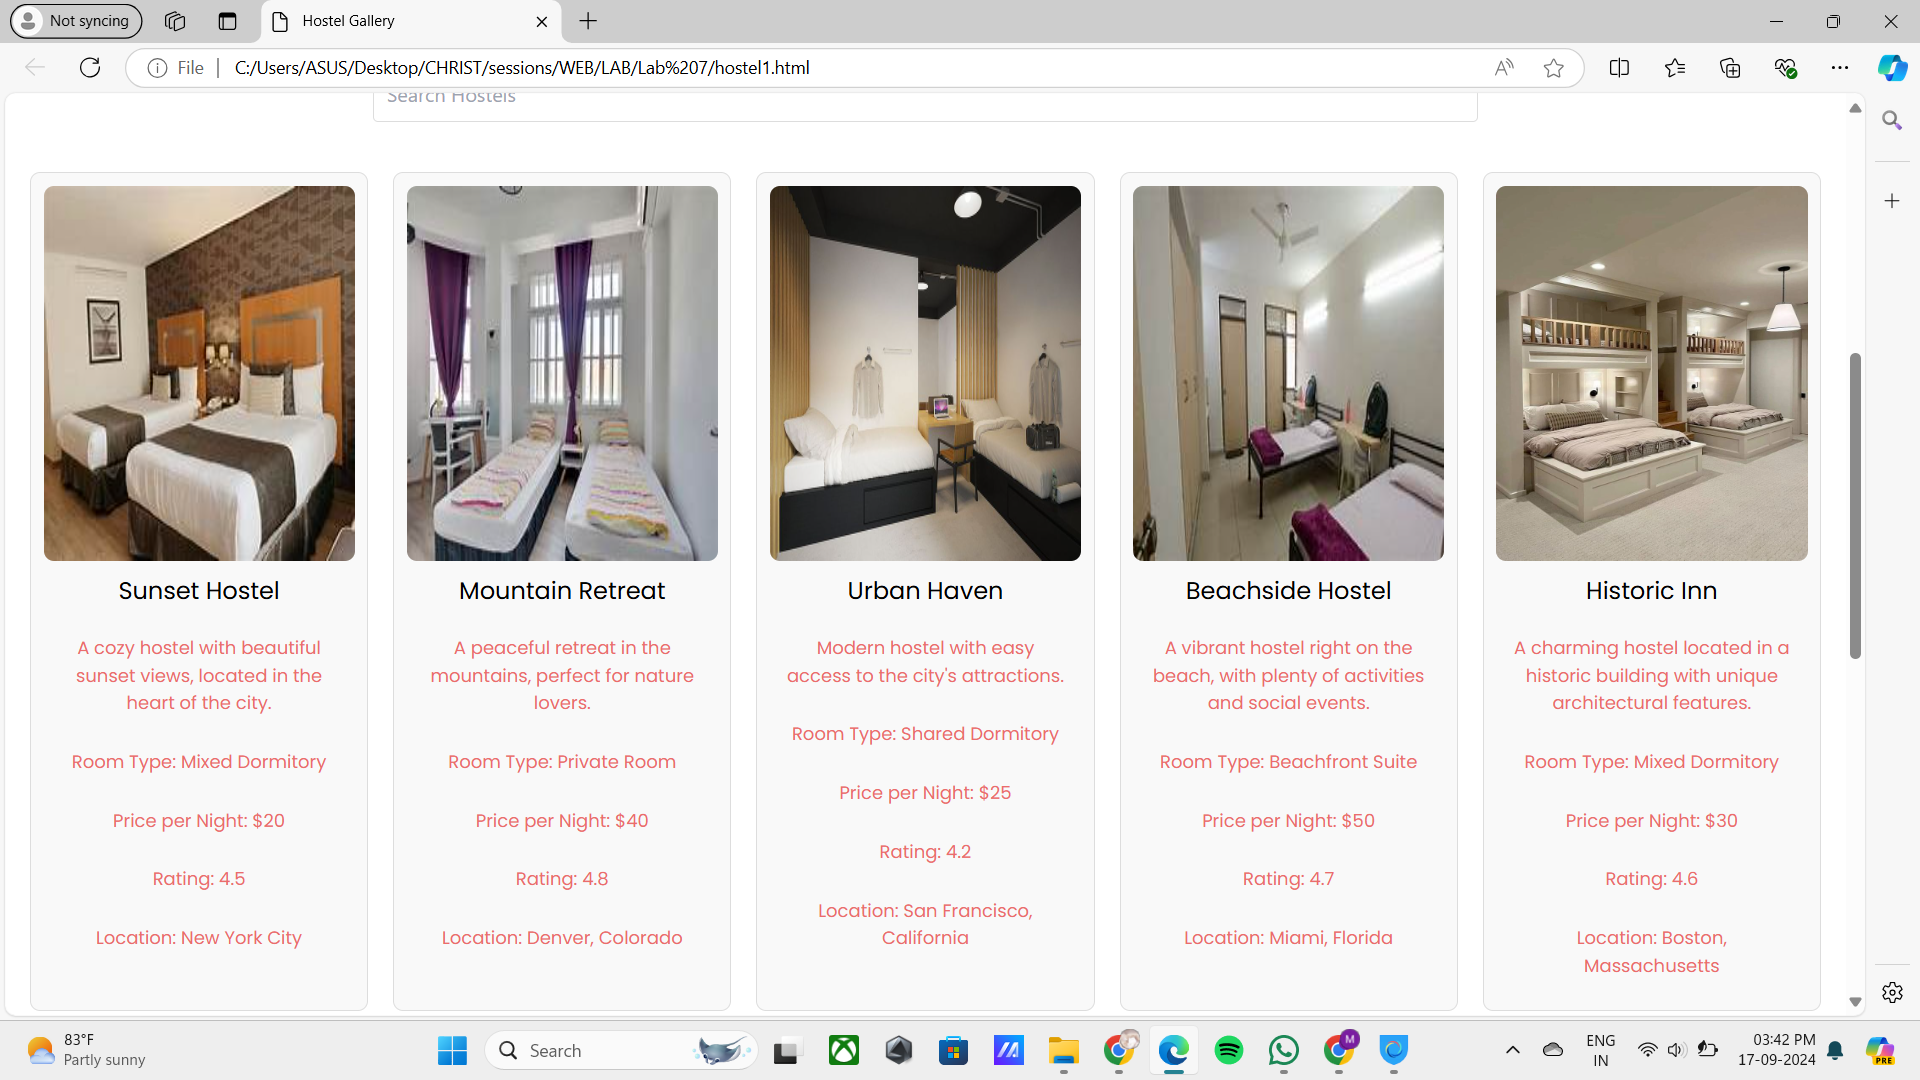 Not syncing
Hostel Gallery
File
C:/Users/ASUS/Desktop/CHRIST/sessions/WEB/LAB/Lab%207/hostel1.html
Search Hostels
Sunset Hostel
A cozy hostel with beautiful
sunset views, located in the
heart of the city.
Room Type: Mixed Dormitory
Price per Night: $20
Rating: 4.5
Location: New York City
Mountain Retreat
A peaceful retreat in the
mountains, perfect for nature
lovers.
Room Type: Private Room
Price per Night: $40
Rating: 4.8
Location: Denver, Colorado
Urban Haven
Modern hostel with easy
access to the city's attractions.
Room Type: Shared Dormitory
Price per Night: $25
Rating: 4.2
Location: San Francisco,
California
Beachside Hostel
A vibrant hostel right on the
beach, with plenty of activities
and social events.
Room Type: Beachfront Suite
Price per Night: $50
Rating: 4.7
Location: Miami, Florida
Historic Inn
A charming hostel located in a
historic building with unique
architectural features.
Room Type: Mixed Dormitory
Price per Night: $30
Rating: 4.6
Location: Boston,
Massachusetts
83°F
Partly sunny
Search
M
ENG
IN
03:42 PM
17-09-2024
PRE